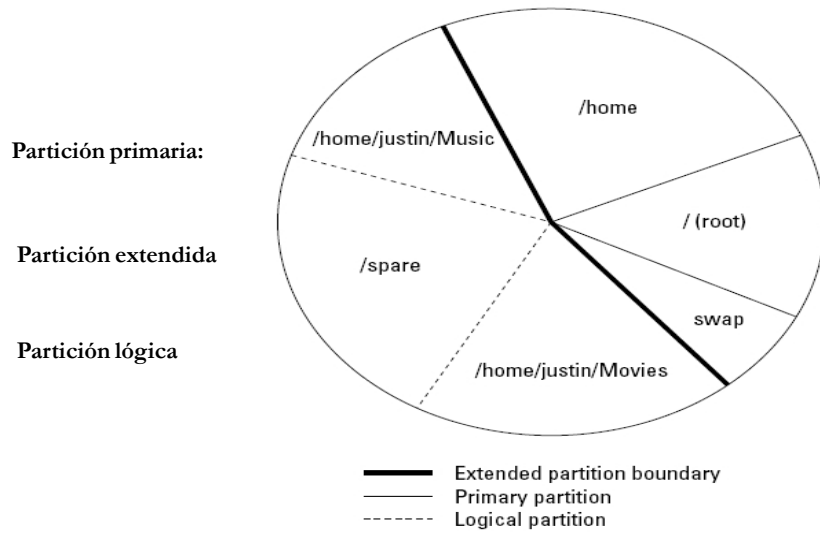 Partición primaria:
Partición extendida
Partición lógica
/home
/home/justin/Music
/ (root)
/spare
swap
/home/justin/Movies
Extended partition boundary
Primary partition
Logical partition